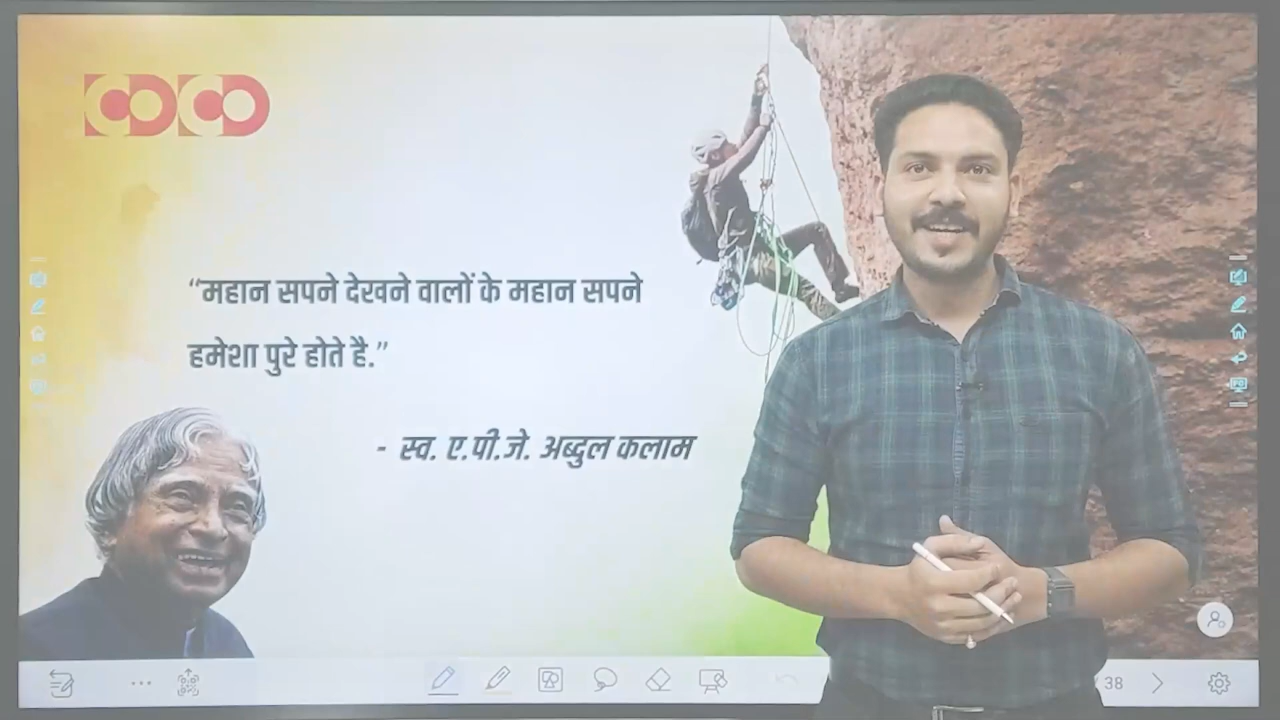 “महान सपने देखने वालों के महान सपने
हमेशा पुरे होते है.”
- स्व. ए.पी.जे. अब्दुल कलाम
38